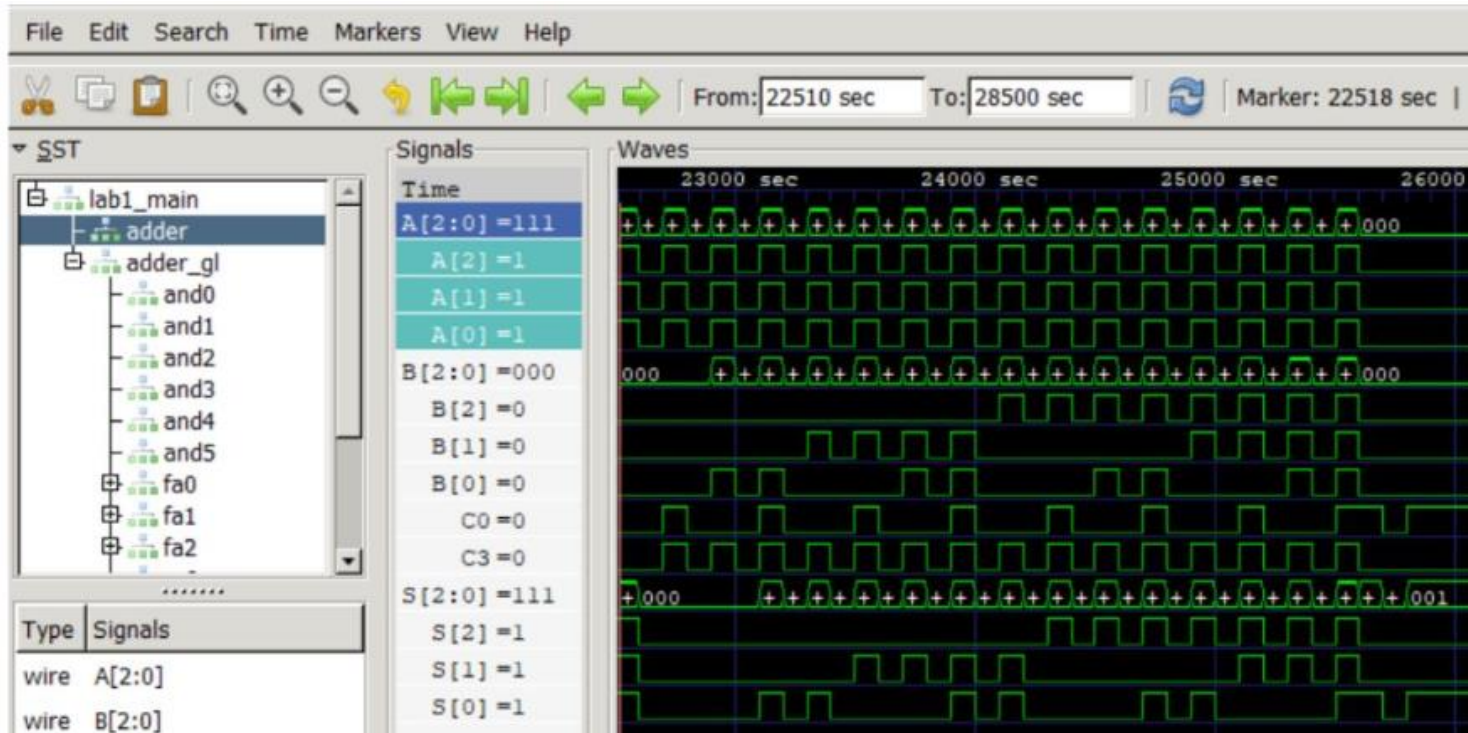 File Edit Search Time Markers View Help
From: 22510 sec To: 28500 sec Marker: 22518 sec |
SST
lab1_main
adder
adder_gl
and0
and1
and2
and3
and4
and5
fa0
fa1
fa2
Type Signals
wire A[2:0]
wire B[2:0]
Signals
Time
A[2:0] =111
A[2] =1
A[1] =1
A[0] =1
B[2:0] =000
B[2] =0
B[1] =0
B[0] =0
C0 =0
C3 =0
S[2:0] =111
S[2] =1
S[1] =1
S[0] =1
Waves
23000 sec 24000 sec 25000 sec 26000
+ + + + + + + + + + + + + + + + + + + + + + + + + + + + + + + 000
000 + + + + + + + + + + + + + + + + + + + + + + + + + + + 000
+ 000 + + + + + + + + + + + + + + + + + + + + + + + + + + + 001